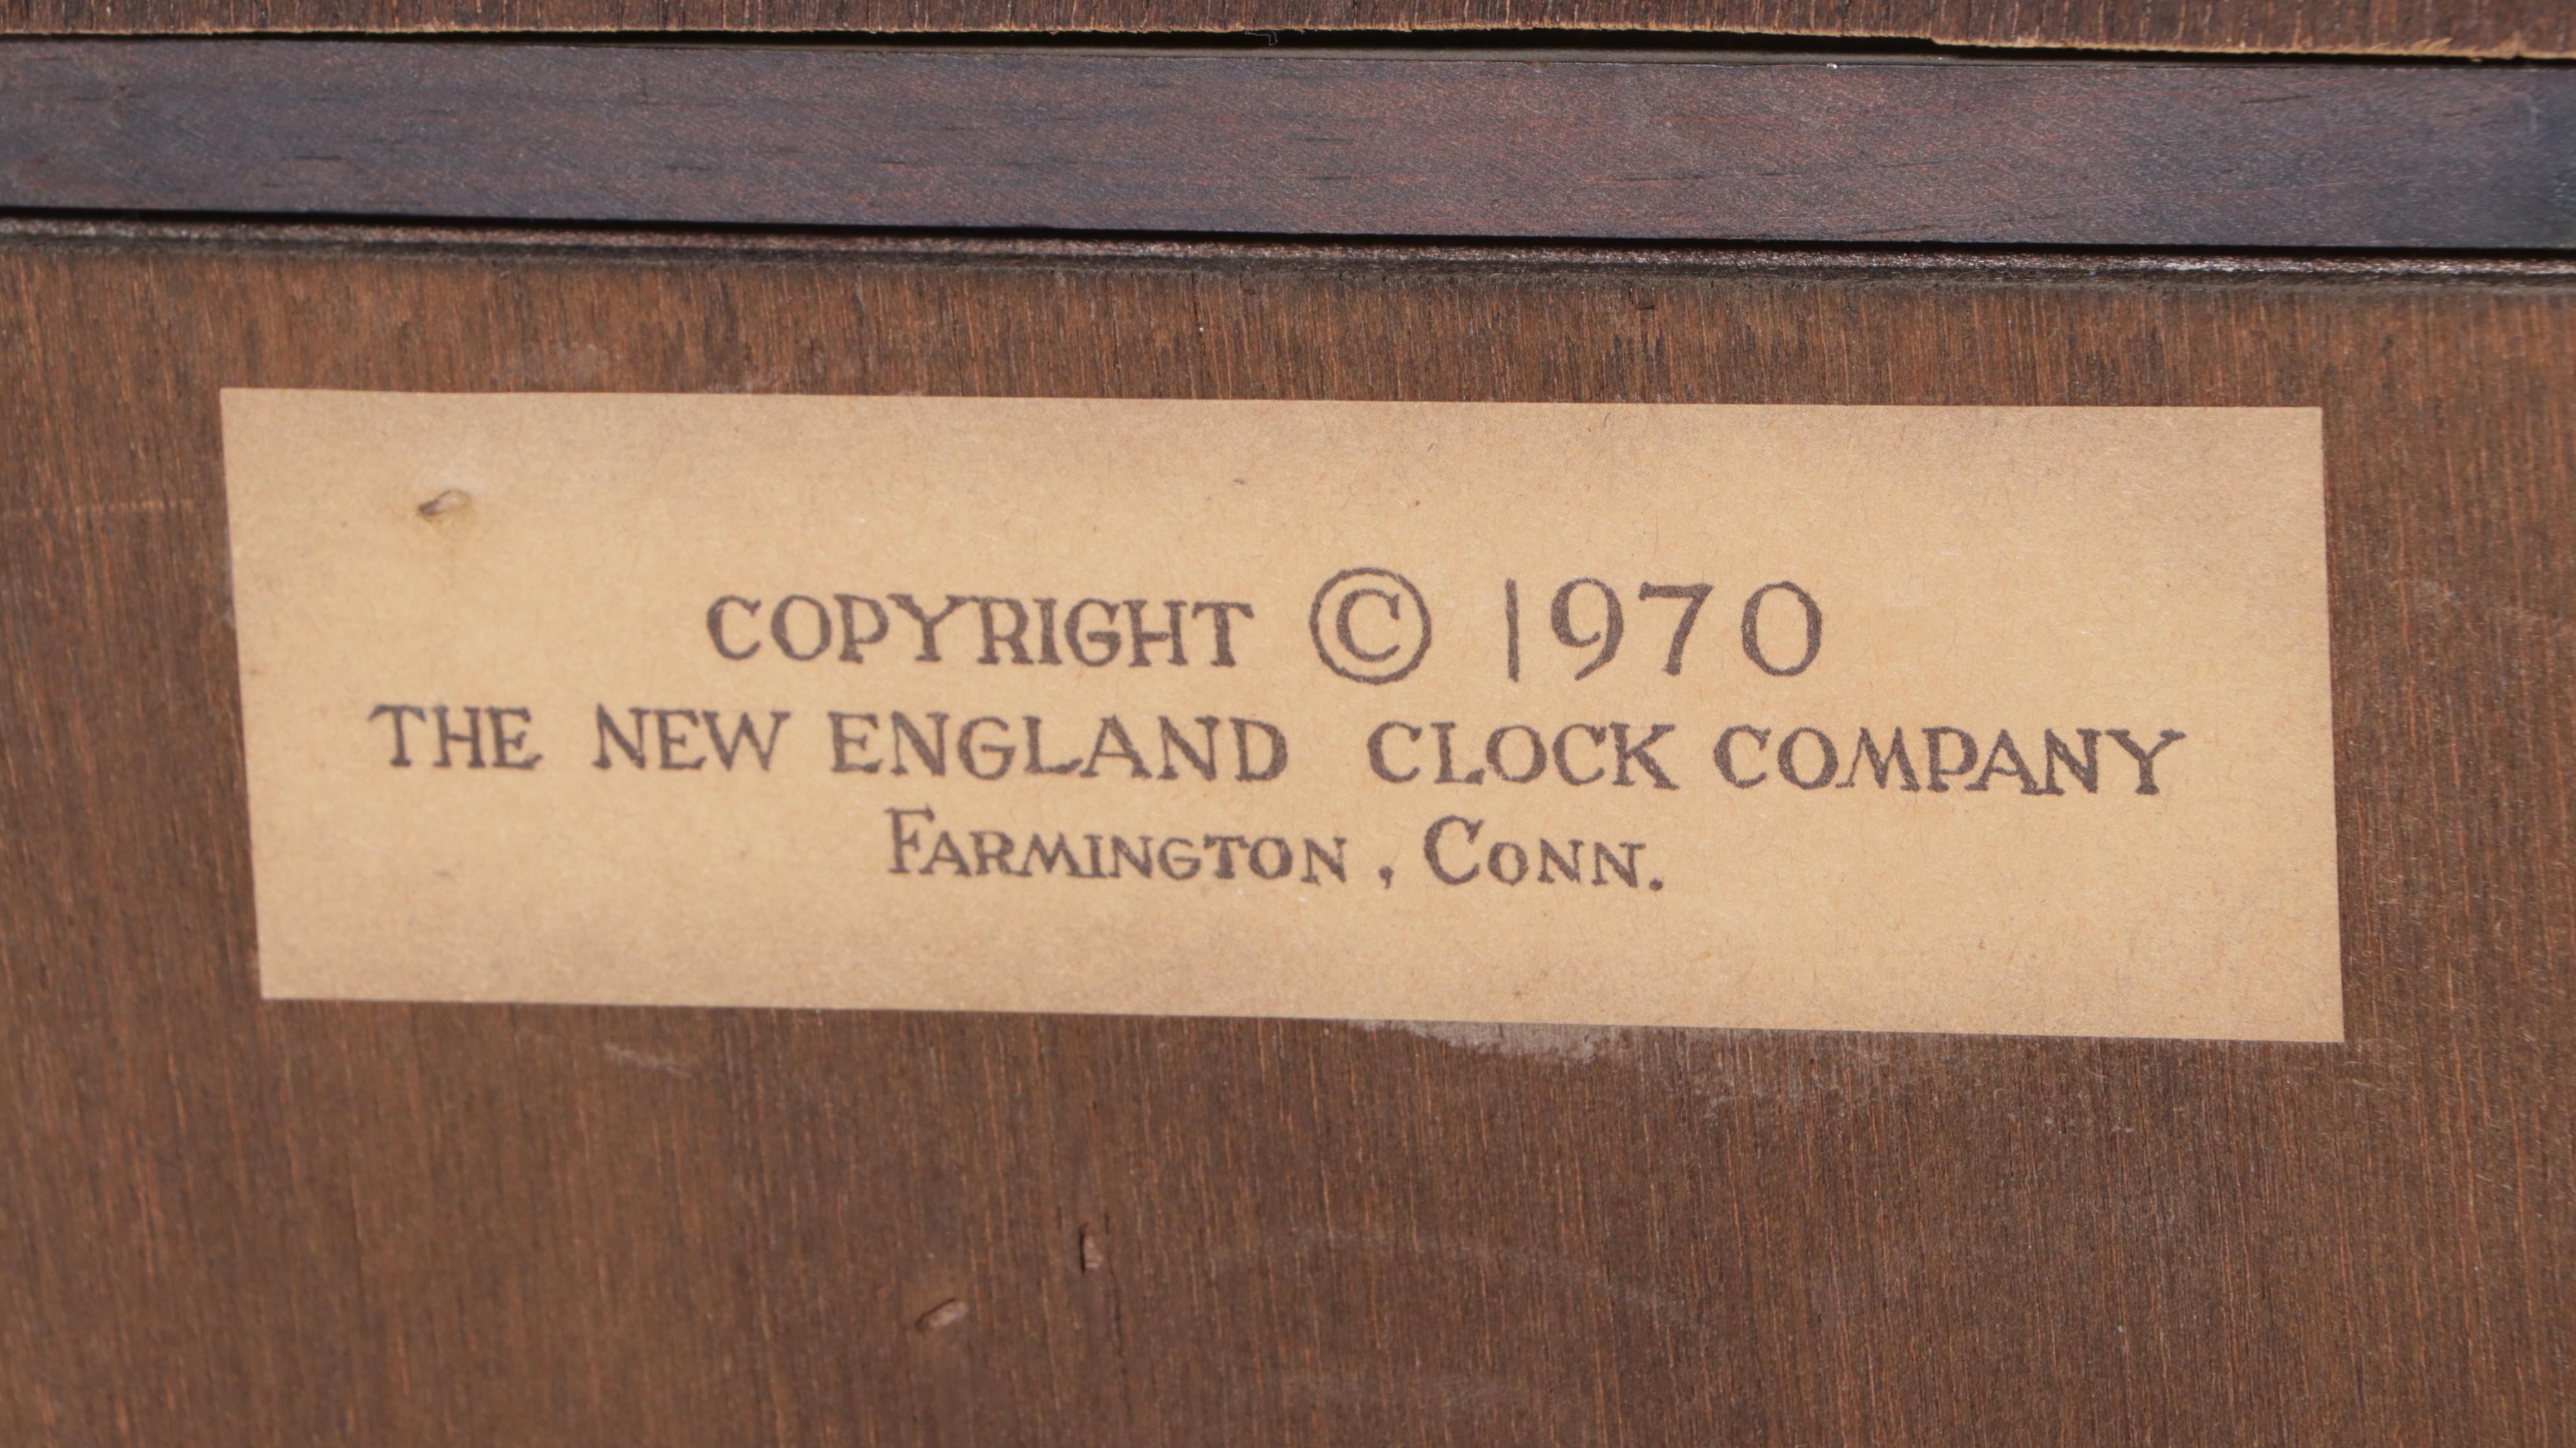 COPYRIGHT © 1970
THE NEW ENGLAND CLOCK COMPANY
FARMINGTON, CONN.